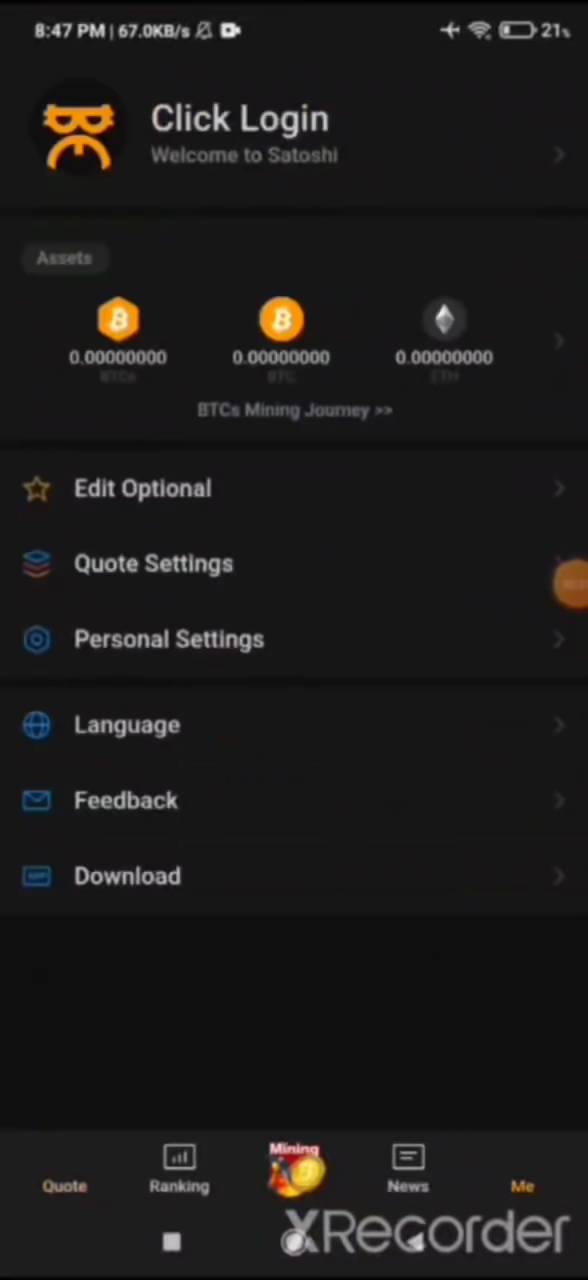 8:47 PM | 67.0KB/s
21%
Click Login
Welcome to Satoshi
Assets
0.00000000 0.00000000 0.00000000
BTCs BTC ETH
BTCs Mining Journey >>
Edit Optional
Quote Settings
Personal Settings
Language
Feedback
Download
Mining
Quote Ranking News Me
XRecorder